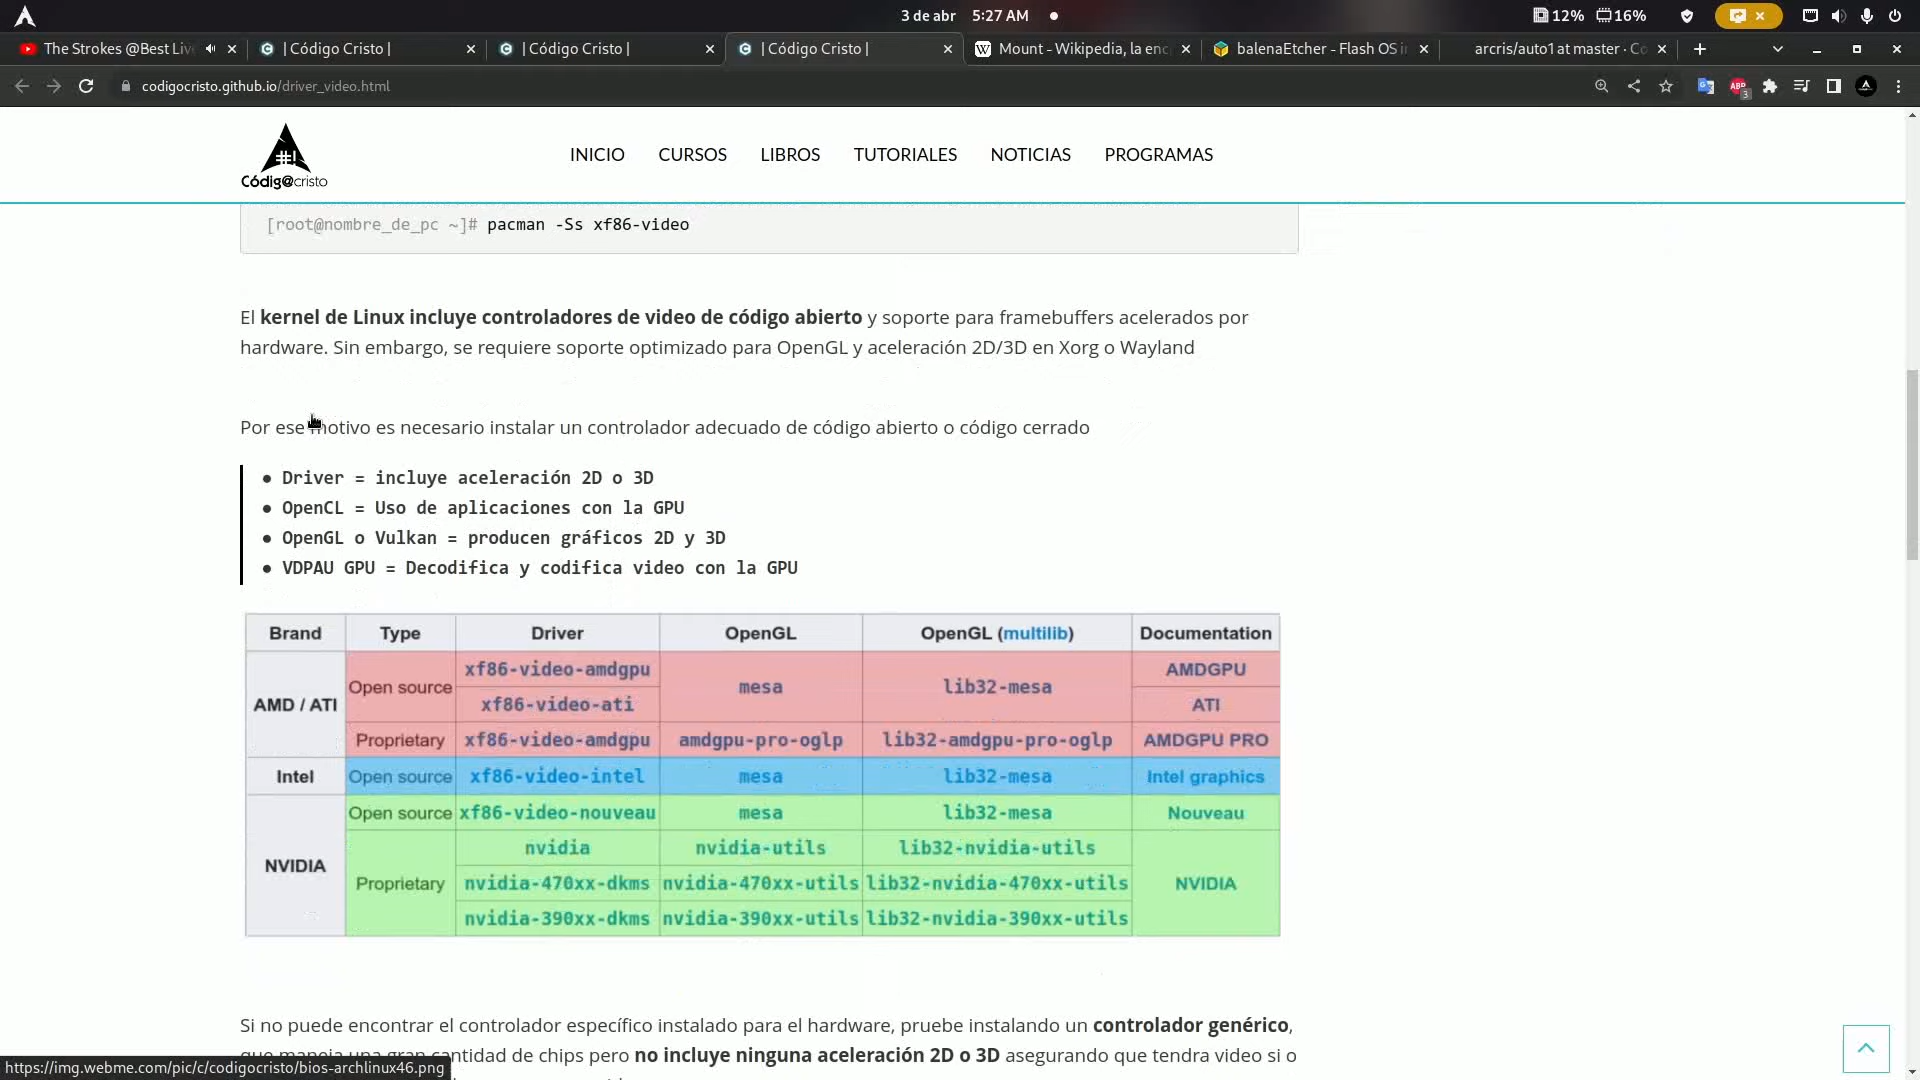 3 de abr 5:27 AM
12% 16%
The Strokes @Best Liv
| Código Cristo |
| Código Cristo |
| Código Cristo |
Mount - Wikipedia, la enc
balenaEtcher - Flash OS i
arcris/auto1 at master · Co
codigocristo.github.io/driver_video.html
ABP
3
#!
Códig@cristo
INICIO CURSOS LIBROS TUTORIALES NOTICIAS PROGRAMAS
[root@nombre_de_pc ~]# pacman -Ss xf86-video
El kernel de Linux incluye controladores de video de código abierto y soporte para framebuffers acelerados por
hardware. Sin embargo, se requiere soporte optimizado para OpenGL y aceleración 2D/3D en Xorg o Wayland
Por ese motivo es necesario instalar un controlador adecuado de código abierto o código cerrado
● Driver = incluye aceleración 2D o 3D
● OpenCL = Uso de aplicaciones con la GPU
● OpenGL o Vulkan = producen gráficos 2D y 3D
● VDPAU GPU = Decodifica y codifica video con la GPU
Brand Type Driver OpenGL OpenGL (multilib) Documentation
AMD / ATI Open source xf86-video-amdgpu mesa lib32-mesa AMDGPU
xf86-video-ati ATI
Proprietary xf86-video-amdgpu amdgpu-pro-oglp lib32-amdgpu-pro-oglp AMDGPU PRO
Intel Open source xf86-video-intel mesa lib32-mesa Intel graphics
NVIDIA Open source xf86-video-nouveau mesa lib32-mesa Nouveau
Proprietary nvidia nvidia-utils lib32-nvidia-utils NVIDIA
nvidia-470xx-dkms nvidia-470xx-utils lib32-nvidia-470xx-utils
nvidia-390xx-dkms nvidia-390xx-utils lib32-nvidia-390xx-utils
Si no puede encontrar el controlador específico instalado para el hardware, pruebe instalando un controlador genérico,
que maneja una gran cantidad de chips pero no incluye ninguna aceleración 2D o 3D asegurando que tendra video si o
https://img.webme.com/pic/c/codigocristo/bios-archlinux46.png